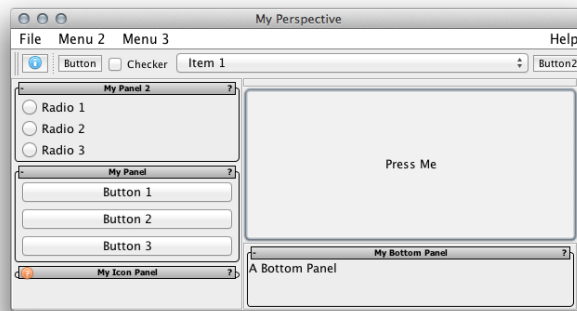 My Perspective
File Menu 2 Menu 3 Help
Button Checker Item 1 Button2
- My Panel 2 ?
Radio 1
Radio 2
Radio 3
- My Panel ?
Button 1
Button 2
Button 3
My Icon Panel ?
Press Me
- My Bottom Panel ?
A Bottom Panel